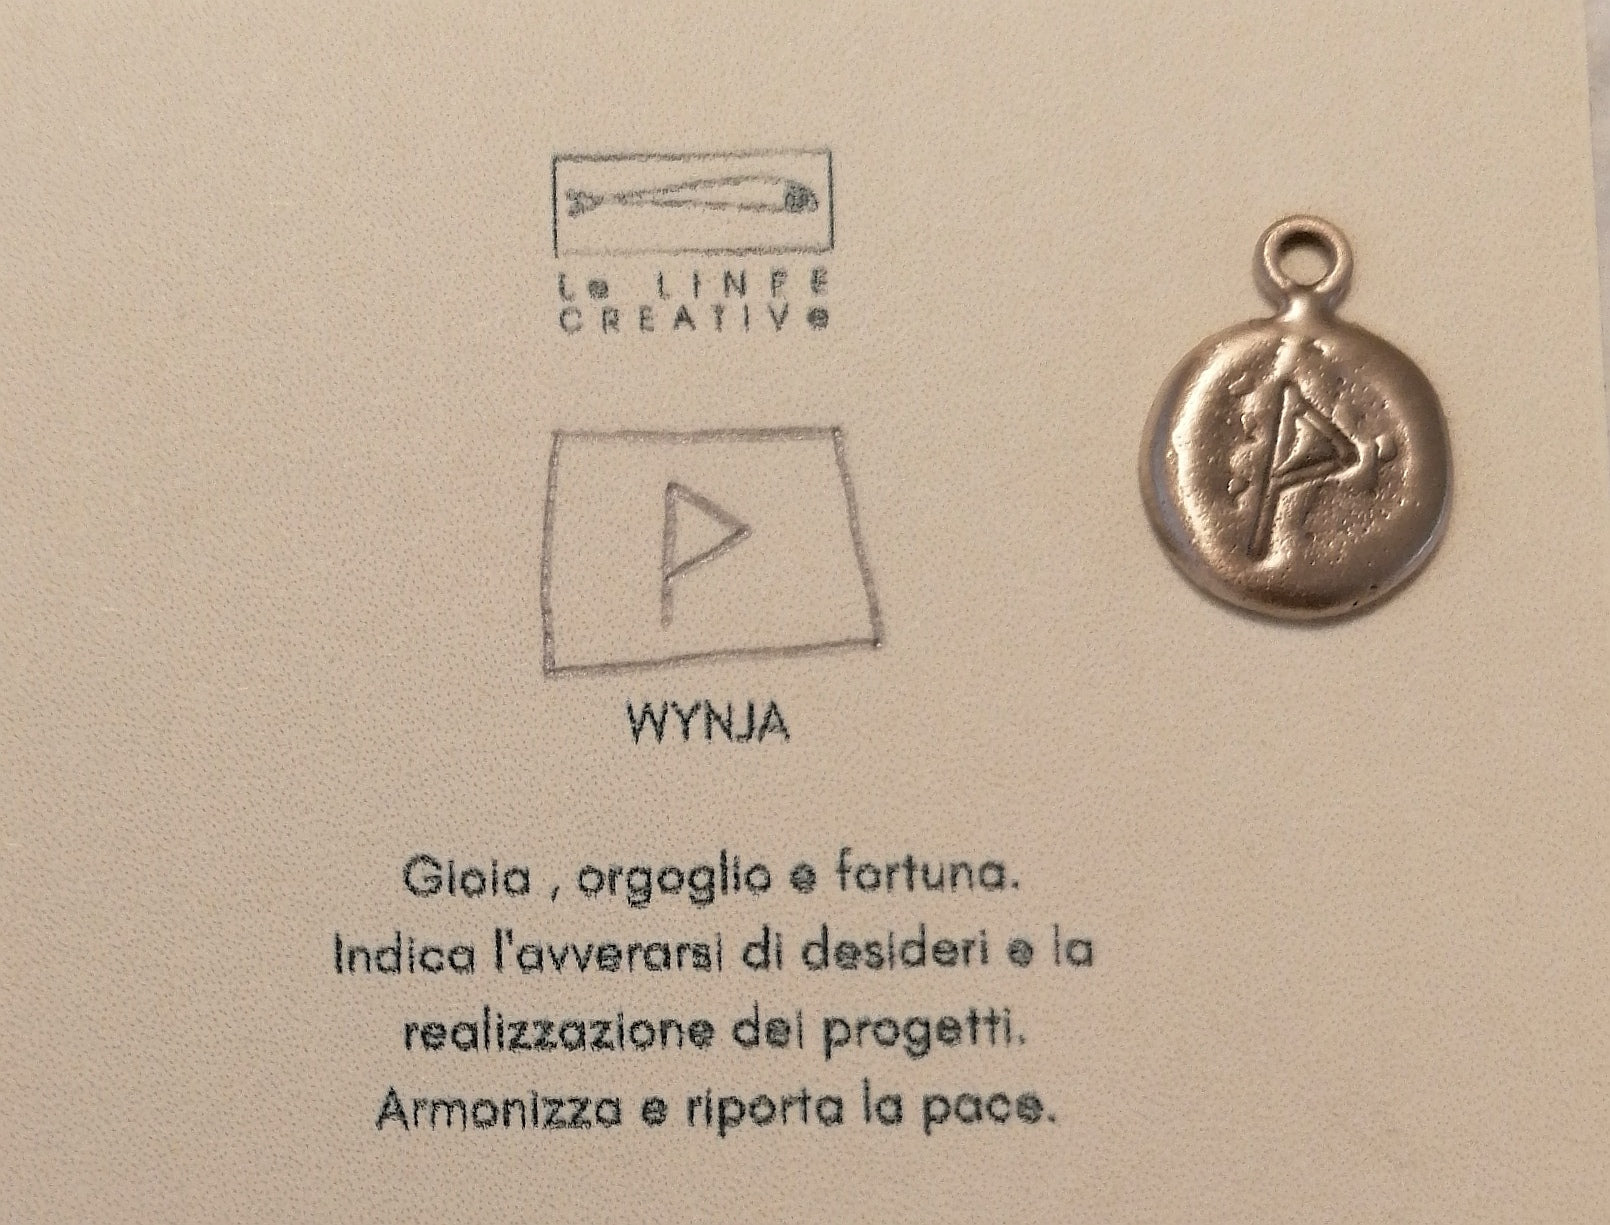 Le LINFE
CREATIVe
ᚹ
WYNJA
Gioia , orgoglio e fortuna.
Indica l'avverarsi di desideri e la
realizzazione dei progetti.
Armonizza e riporta la pace.
ᚹ